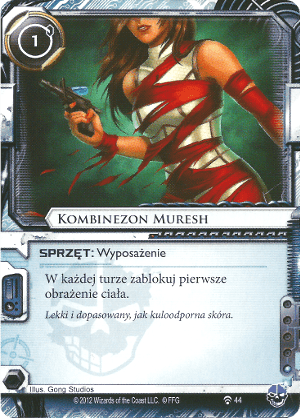 1
KOMBINEZON MURESH
SPRZĘT: Wyposażenie
W każdej turze zablokuj pierwsze
obrażenie ciała.
Lekki i dopasowany, jak kuloodporna skóra.
Illus. Gong Studios
© 2012 Wizards of the Coast LLC. © FFG
44